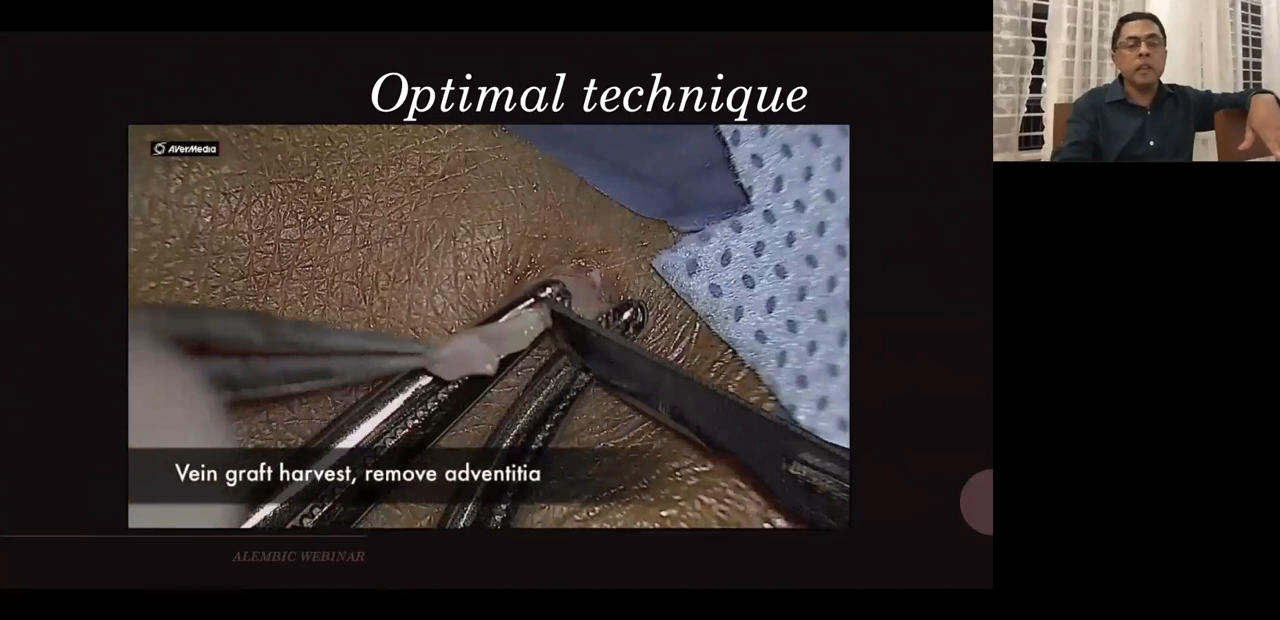 Optimal technique
AVerMedia
Vein graft harvest, remove adventitia
ALEMBIC WEBINAR